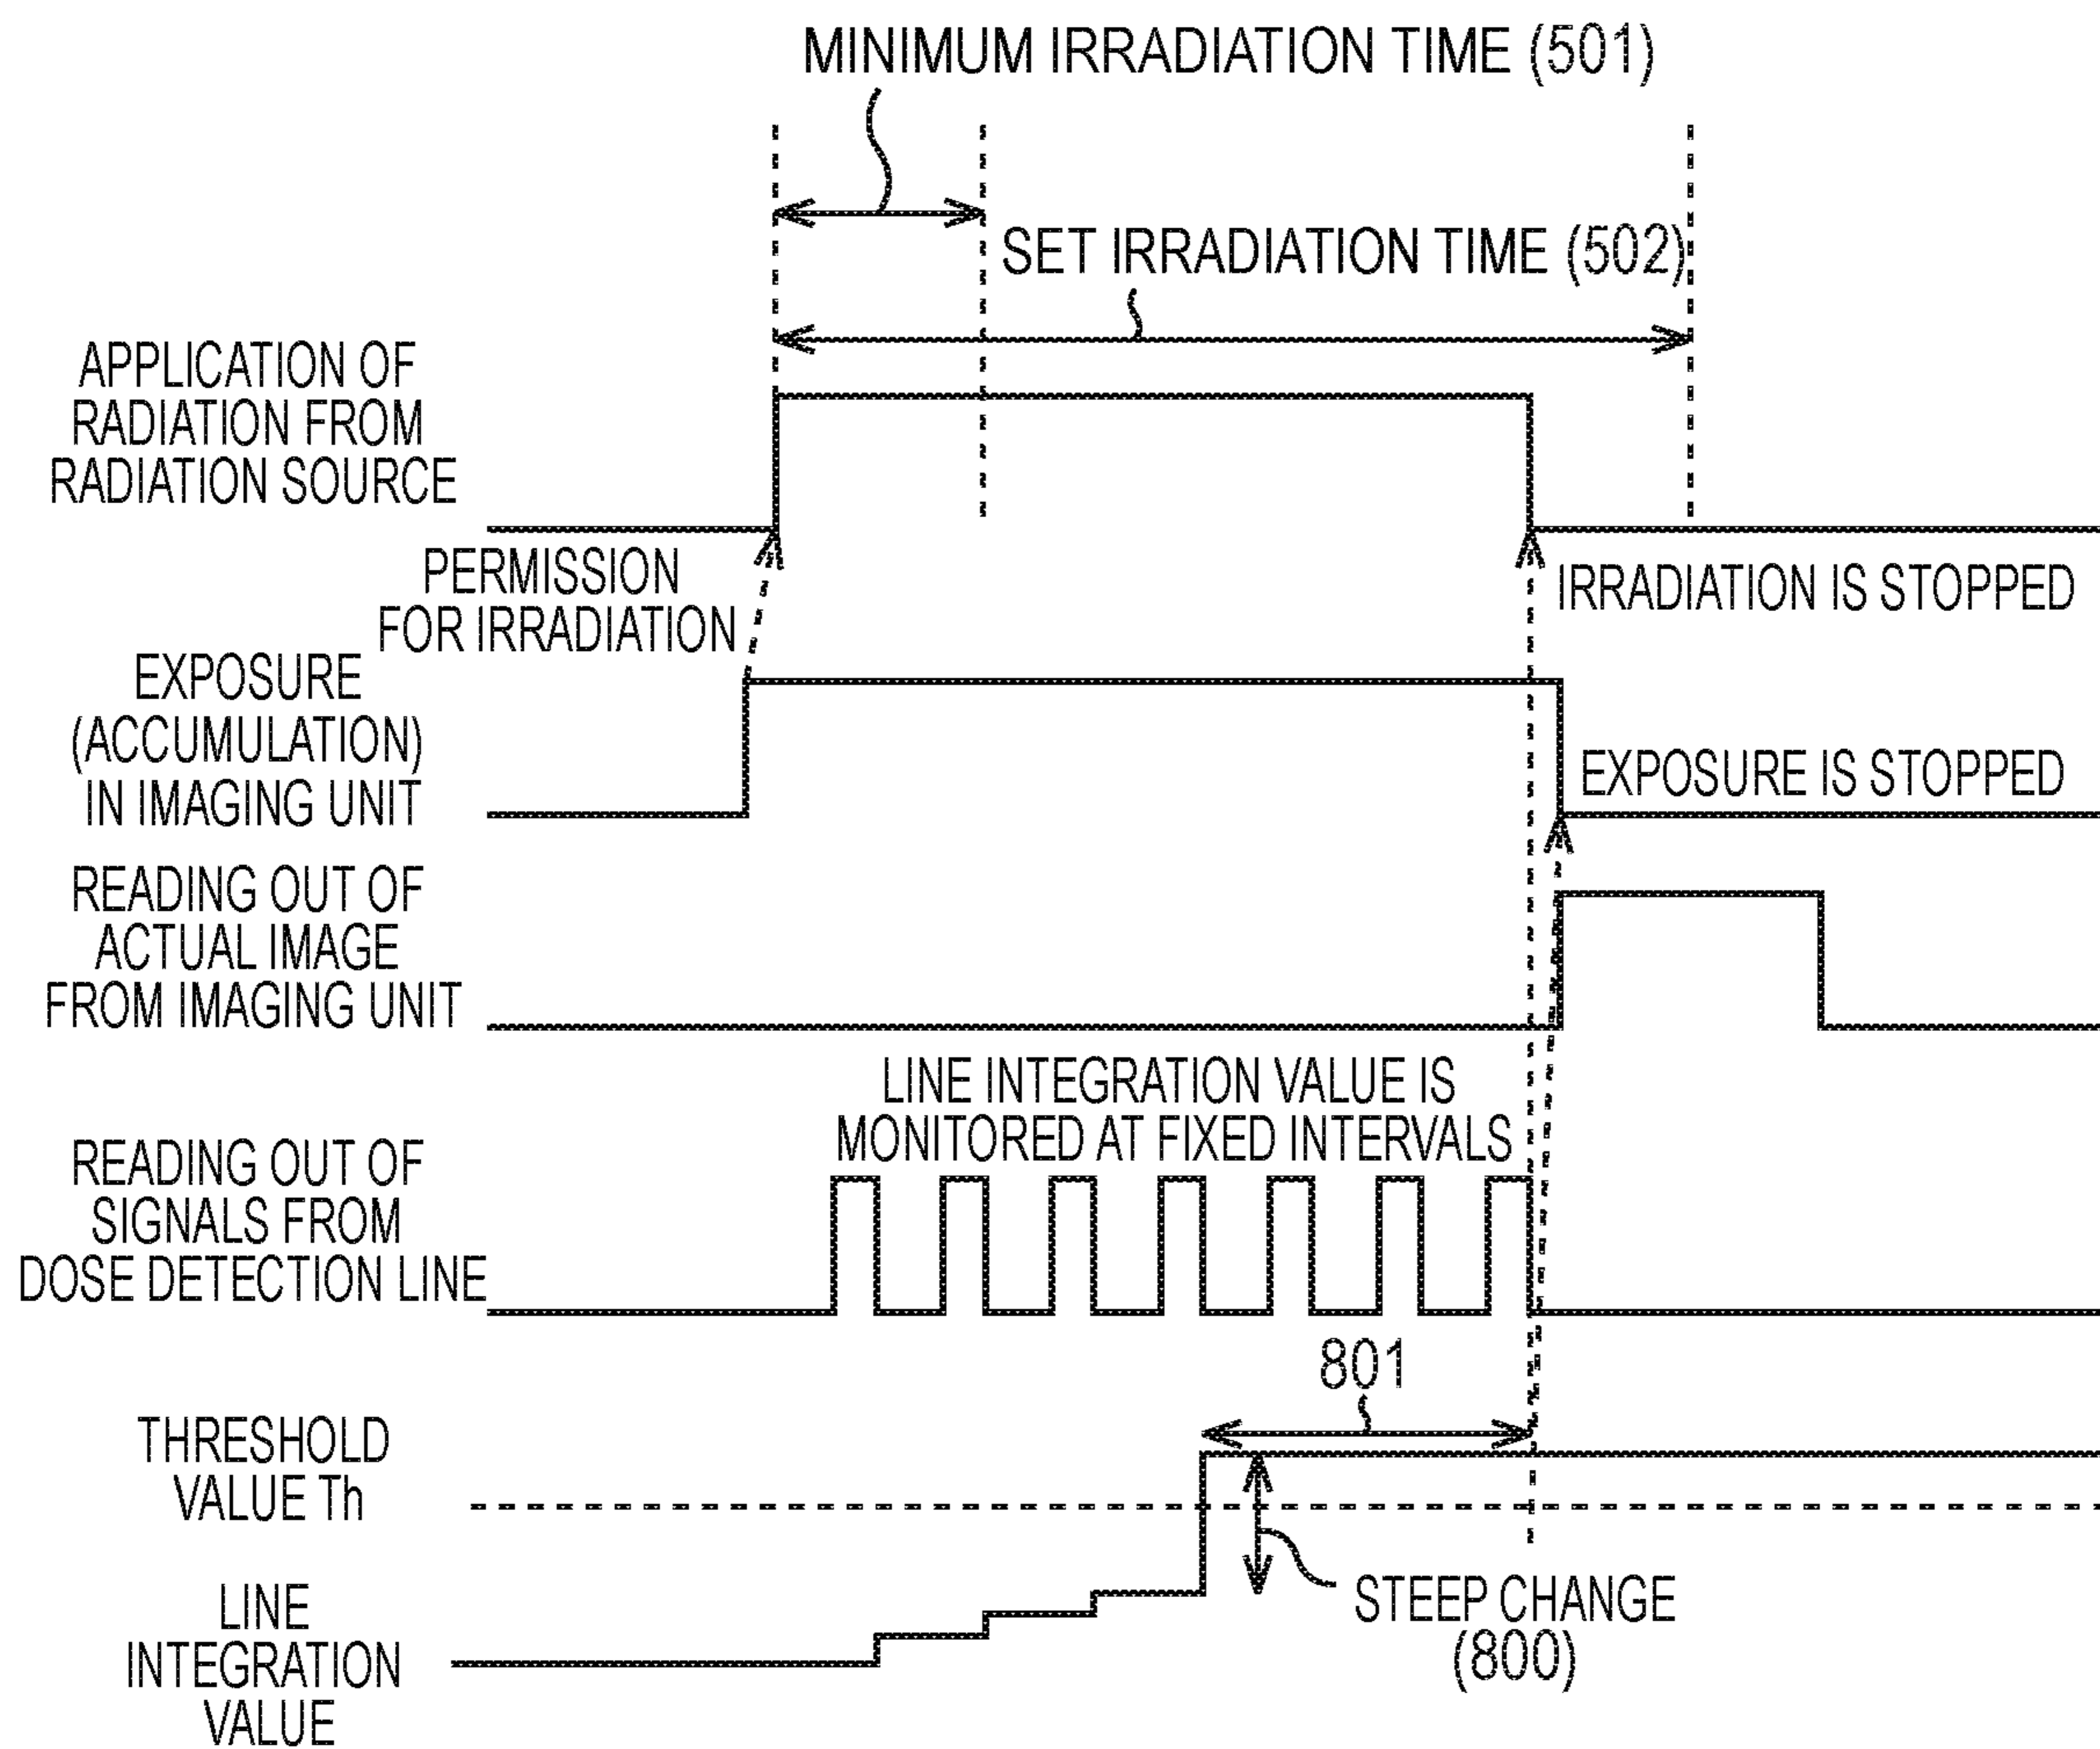 MINIMUM IRRADIATION TIME (501)
SET IRRADIATION TIME (502)
APPLICATION OF
RADIATION FROM
RADIATION SOURCE
PERMISSION
FOR IRRADIATION
IRRADIATION IS STOPPED
EXPOSURE
(ACCUMULATION)
IN IMAGING UNIT
EXPOSURE IS STOPPED
READING OUT OF
ACTUAL IMAGE
FROM IMAGING UNIT
LINE INTEGRATION VALUE IS
MONITORED AT FIXED INTERVALS
READING OUT OF
SIGNALS FROM
DOSE DETECTION LINE
801
THRESHOLD
VALUE Th
STEEP CHANGE
(800)
LINE
INTEGRATION
VALUE